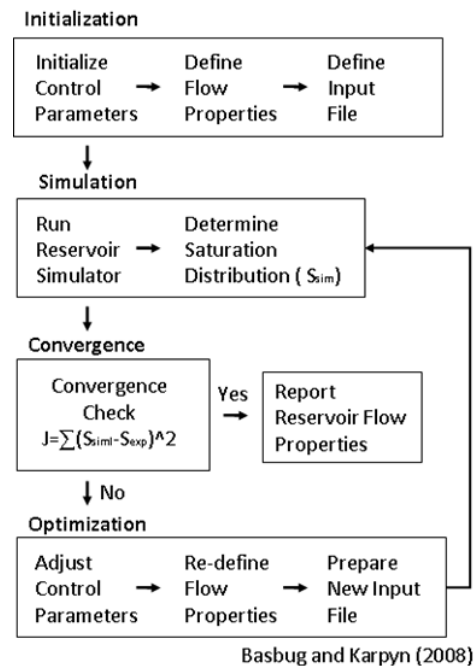 Initialization
Initialize Define Define
Control Flow Input
Parameters Properties File
Simulation
Run Determine
Reservoir Saturation
Simulator Distribution ( Ssim)
Convergence
Convergence
Check
J=∑(Ssiml-Sexp)^2
Yes
Report
Reservoir Flow
Properties
No
Optimization
Adjust Re-define Prepare
Control Flow New Input
Parameters Properties File
Basbug and Karpyn (2008)